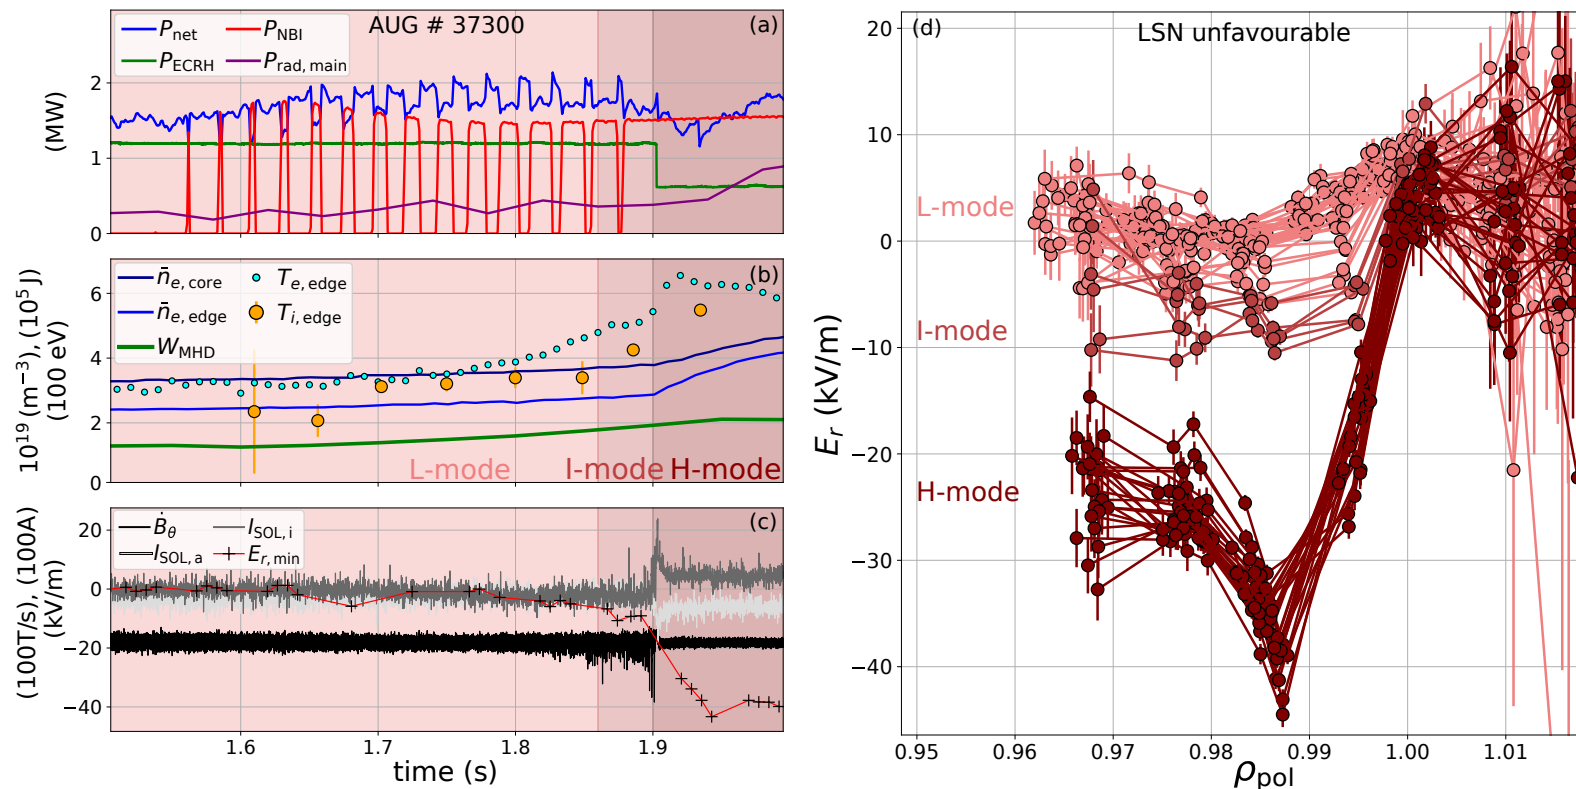 AUG # 37300
(a)
P_net
P_NBI
P_ECRH
P_rad, main
(MW)
2
1
0
(b)
n̄_e, core
T_e, edge
n̄_e, edge
T_i, edge
W_MHD
10^19 (m^−3), (10^5 J)
(100 eV)
6
4
2
0
L-mode
I-mode
H-mode
(c)
Ḃ_θ
I_SOL, i
I_SOL, a
E_r, min
(100T/s), (100A)
(kV/m)
20
0
−20
−40
1.6
1.7
1.8
1.9
time (s)
(d)
LSN unfavourable
E_r (kV/m)
20
10
0
−10
−20
−30
−40
L-mode
I-mode
H-mode
0.95
0.96
0.97
0.98
0.99
1.00
1.01
ρ_pol